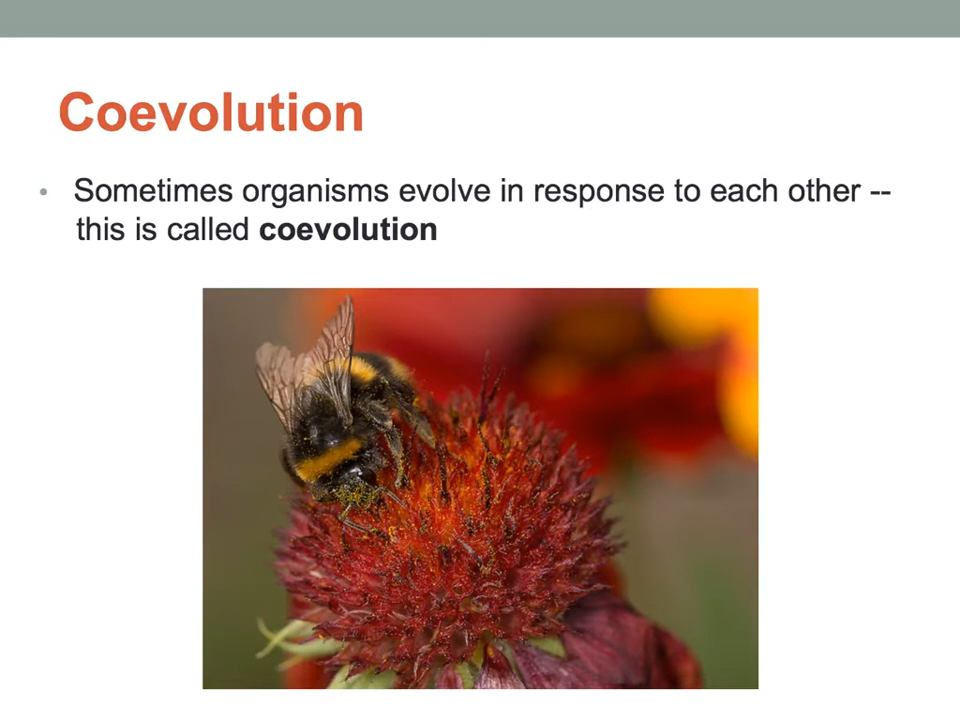 Coevolution
• Sometimes organisms evolve in response to each other --
this is called coevolution